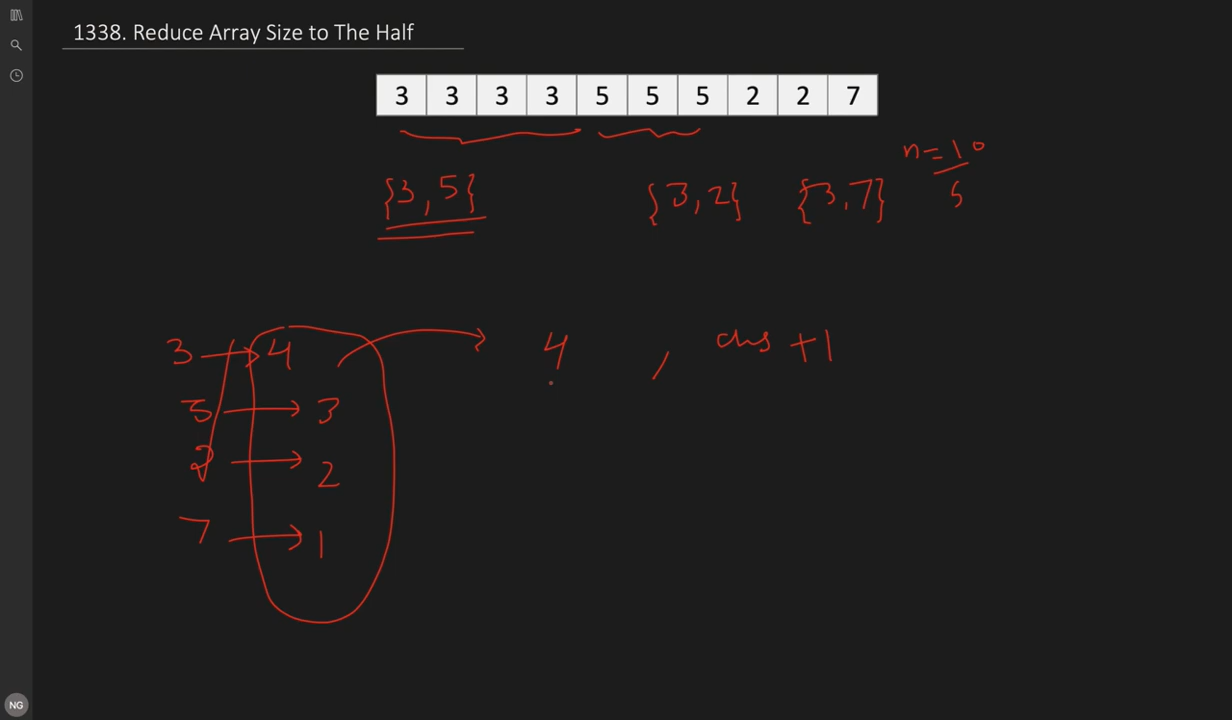 1338. Reduce Array Size to The Half
3 3 3 3 5 5 5 2 2 7
n=10
{3,5} {3,2} {3,7} 5
3 → 4 → 4 , ans +1
5 → 3
2 → 2
7 → 1
NG